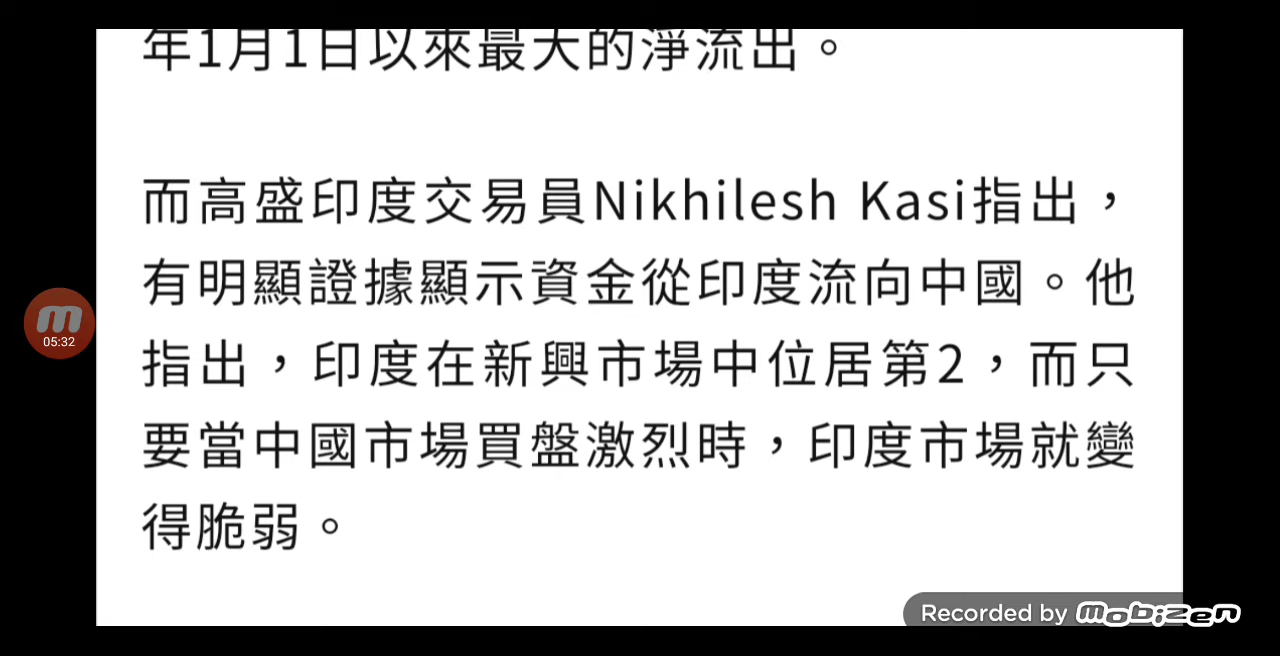 年1月1日以來最大的淨流出。
而高盛印度交易員Nikhilesh Kasi指出，
有明顯證據顯示資金從印度流向中國。他
指出，印度在新興市場中位居第2，而只
要當中國市場買盤激烈時，印度市場就變
得脆弱。
m
05:32
Recorded by mobizen